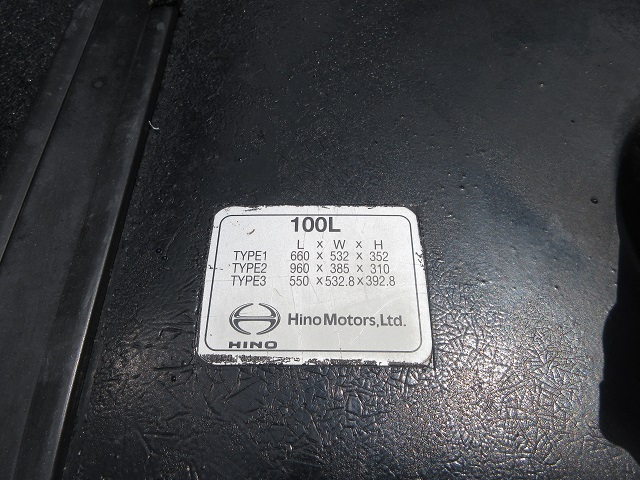 100L
L × W × H
TYPE1 660 × 532 × 352
TYPE2 960 × 385 × 310
TYPE3 550 × 532.8 × 392.8
Hino Motors, Ltd.
HINO